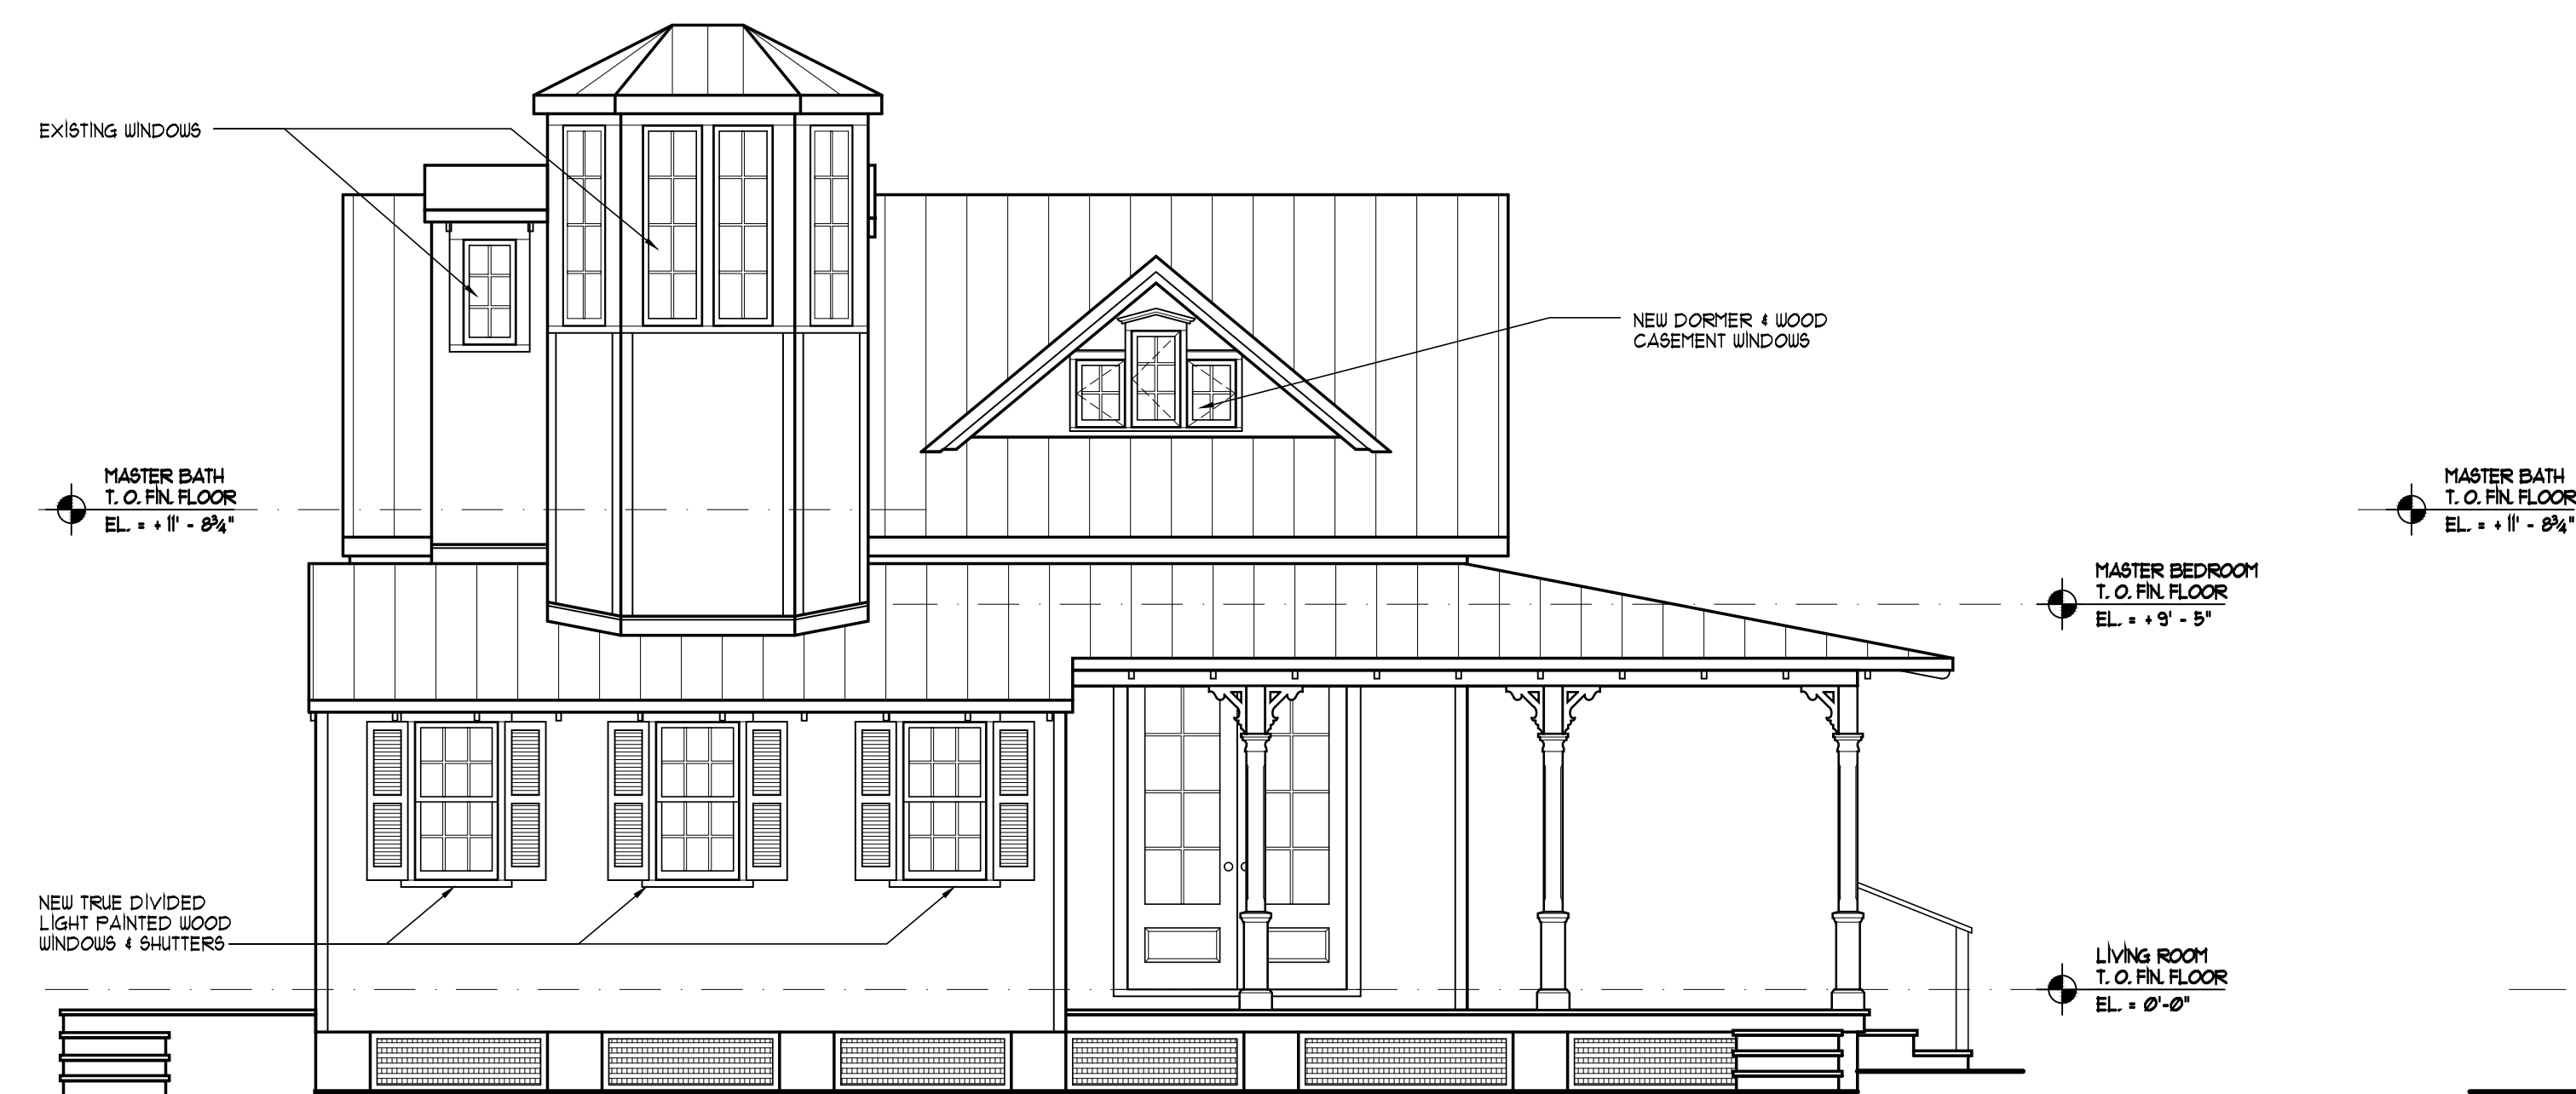 EXISTING WINDOWS
NEW DORMER & WOOD
CASEMENT WINDOWS
MASTER BATH
T. O. FIN. FLOOR
EL. = + 11' - 8¾"
MASTER BATH
T. O. FIN. FLOOR
EL. = + 11' - 8¾"
MASTER BEDROOM
T. O. FIN. FLOOR
EL. = + 9' - 5"
NEW TRUE DIVIDED
LIGHT PAINTED WOOD
WINDOWS & SHUTTERS
LIVING ROOM
T. O. FIN. FLOOR
EL. = 0'-0"